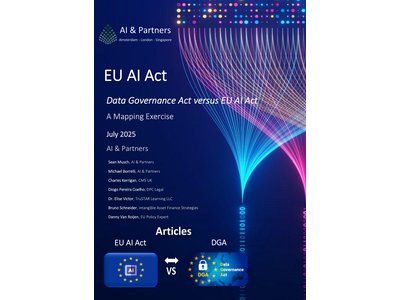 AI & Partners
Amsterdam - London - Singapore
EU AI Act
Data Governance Act versus EU AI Act
A Mapping Exercise
July 2025
AI & Partners
Sean Musch, AI & Partners
Michael Borrelli, AI & Partners
Charles Kerrigan, CMS UK
Diogo Pereira Coelho, DPC Legal
Dr. Elise Victor, TruSTAR Learning LLC
Bruno Schneider, Intangible Asset Finance Strategies
Danny Van Roijen, EU Policy Expert
Articles
EU AI Act
DGA
AI
VS
DGA
Data
Governance
Act